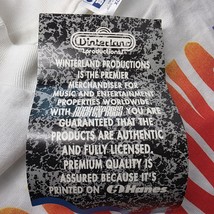 Winterland
productions
WINTERLAND PRODUCTIONS
IS THE PREMIER
MERCHANDISER FOR
MUSIC AND ENTERTAINMENT
PROPERTIES WORLDWIDE
WITH YOU ARE
GUARANTEED THAT THE
PRODUCTS ARE AUTHENTIC
AND FULLY LICENSED.
PREMIUM QUALITY IS
ASSURED BECAUSE IT'S
PRINTED ON Hanes